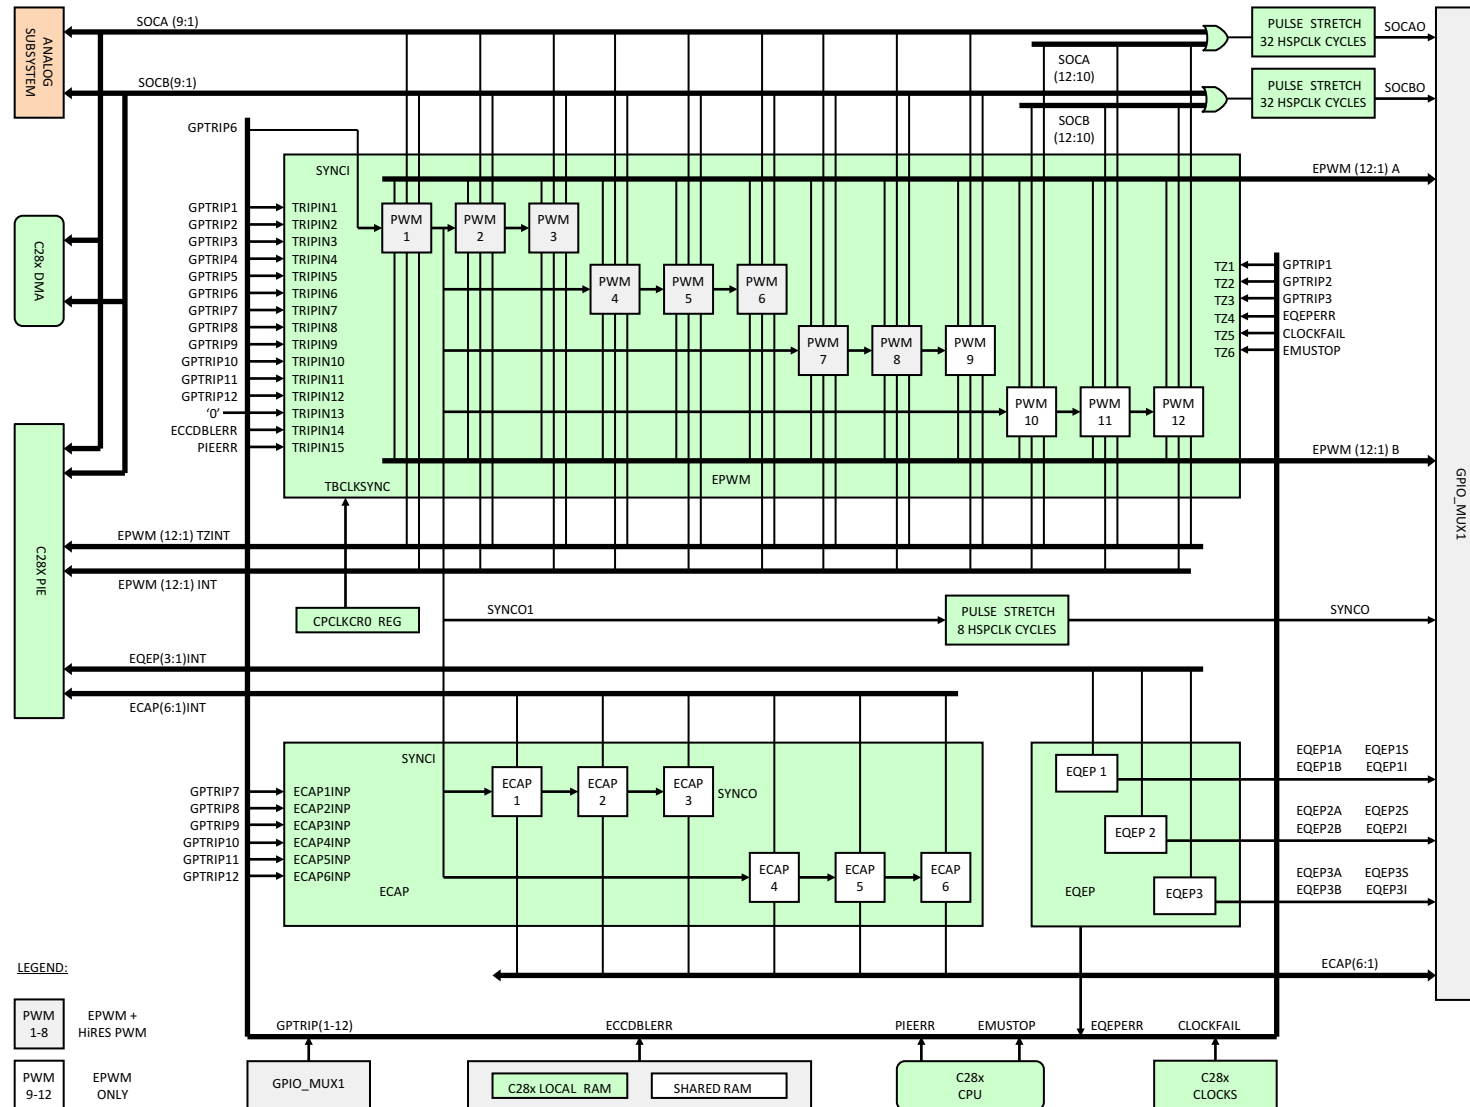 SOCA (9:1)
ANALOG
SUBSYSTEM
PULSE STRETCH
32 HSPCLK CYCLES
SOCAO
SOCA
(12:10)
SOCB(9:1)
PULSE STRETCH
32 HSPCLK CYCLES
SOCBO
SOCB
(12:10)
GPTRIP6
SYNCI
EPWM (12:1) A
GPTRIP1
GPTRIP2
GPTRIP3
GPTRIP4
GPTRIP5
GPTRIP6
GPTRIP7
GPTRIP8
GPTRIP9
GPTRIP10
GPTRIP11
GPTRIP12
‘0’
ECCDBLERR
PIEERR
TRIPIN1
TRIPIN2
TRIPIN3
TRIPIN4
TRIPIN5
TRIPIN6
TRIPIN7
TRIPIN8
TRIPIN9
TRIPIN10
TRIPIN11
TRIPIN12
TRIPIN13
TRIPIN14
TRIPIN15
PWM
1
PWM
2
PWM
3
PWM
4
PWM
5
PWM
6
PWM
7
PWM
8
PWM
9
PWM
10
PWM
11
PWM
12
TZ1
TZ2
TZ3
TZ4
TZ5
TZ6
GPTRIP1
GPTRIP2
GPTRIP3
EQEPERR
CLOCKFAIL
EMUSTOP
C28x DMA
EPWM (12:1) B
EPWM
TBCLKSYNC
GPIO_MUX1
C28X PIE
EPWM (12:1) TZINT
EPWM (12:1) INT
CPCLKCR0 REG
SYNCO1
PULSE STRETCH
8 HSPCLK CYCLES
SYNCO
EQEP(3:1)INT
ECAP(6:1)INT
SYNCI
GPTRIP7
GPTRIP8
GPTRIP9
GPTRIP10
GPTRIP11
GPTRIP12
ECAP1INP
ECAP2INP
ECAP3INP
ECAP4INP
ECAP5INP
ECAP6INP
ECAP
1
ECAP
2
ECAP
3
SYNCO
ECAP
4
ECAP
5
ECAP
6
ECAP
EQEP 1
EQEP 2
EQEP3
EQEP
EQEP1A EQEP1S
EQEP1B EQEP1I
EQEP2A EQEP2S
EQEP2B EQEP2I
EQEP3A EQEP3S
EQEP3B EQEP3I
ECAP(6:1)
LEGEND:
PWM
1-8
EPWM +
HiRES PWM
PWM
9-12
EPWM
ONLY
GPTRIP(1-12)
ECCDBLERR
PIEERR
EMUSTOP
EQEPERR
CLOCKFAIL
GPIO_MUX1
C28x LOCAL RAM
SHARED RAM
C28x
CPU
C28x
CLOCKS